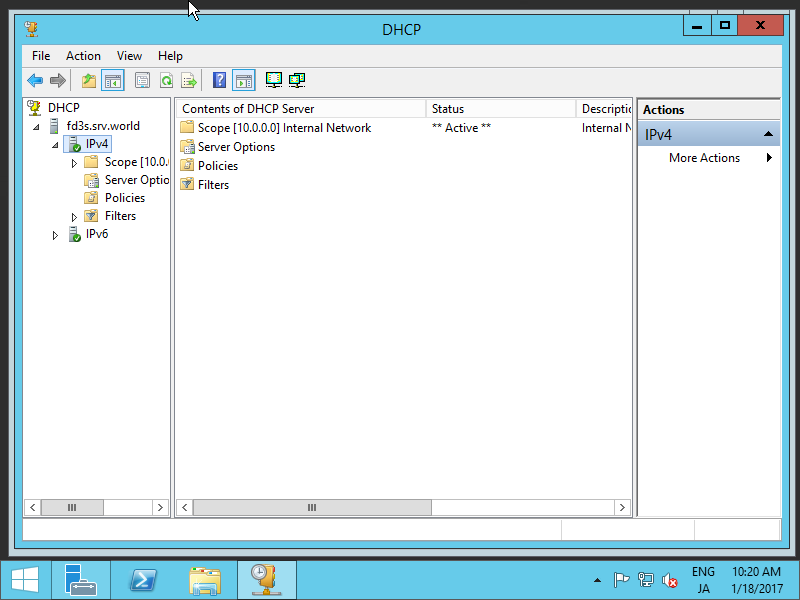 DHCP
File Action View Help
DHCP
fd3s.srv.world
IPv4
Scope [10.0.
Server Optio
Policies
Filters
IPv6
Contents of DHCP Server Status Descriptio
Scope [10.0.0.0] Internal Network ** Active ** Internal N
Server Options
Policies
Filters
Actions
IPv4
More Actions
ENG 10:20 AM
JA 1/18/2017